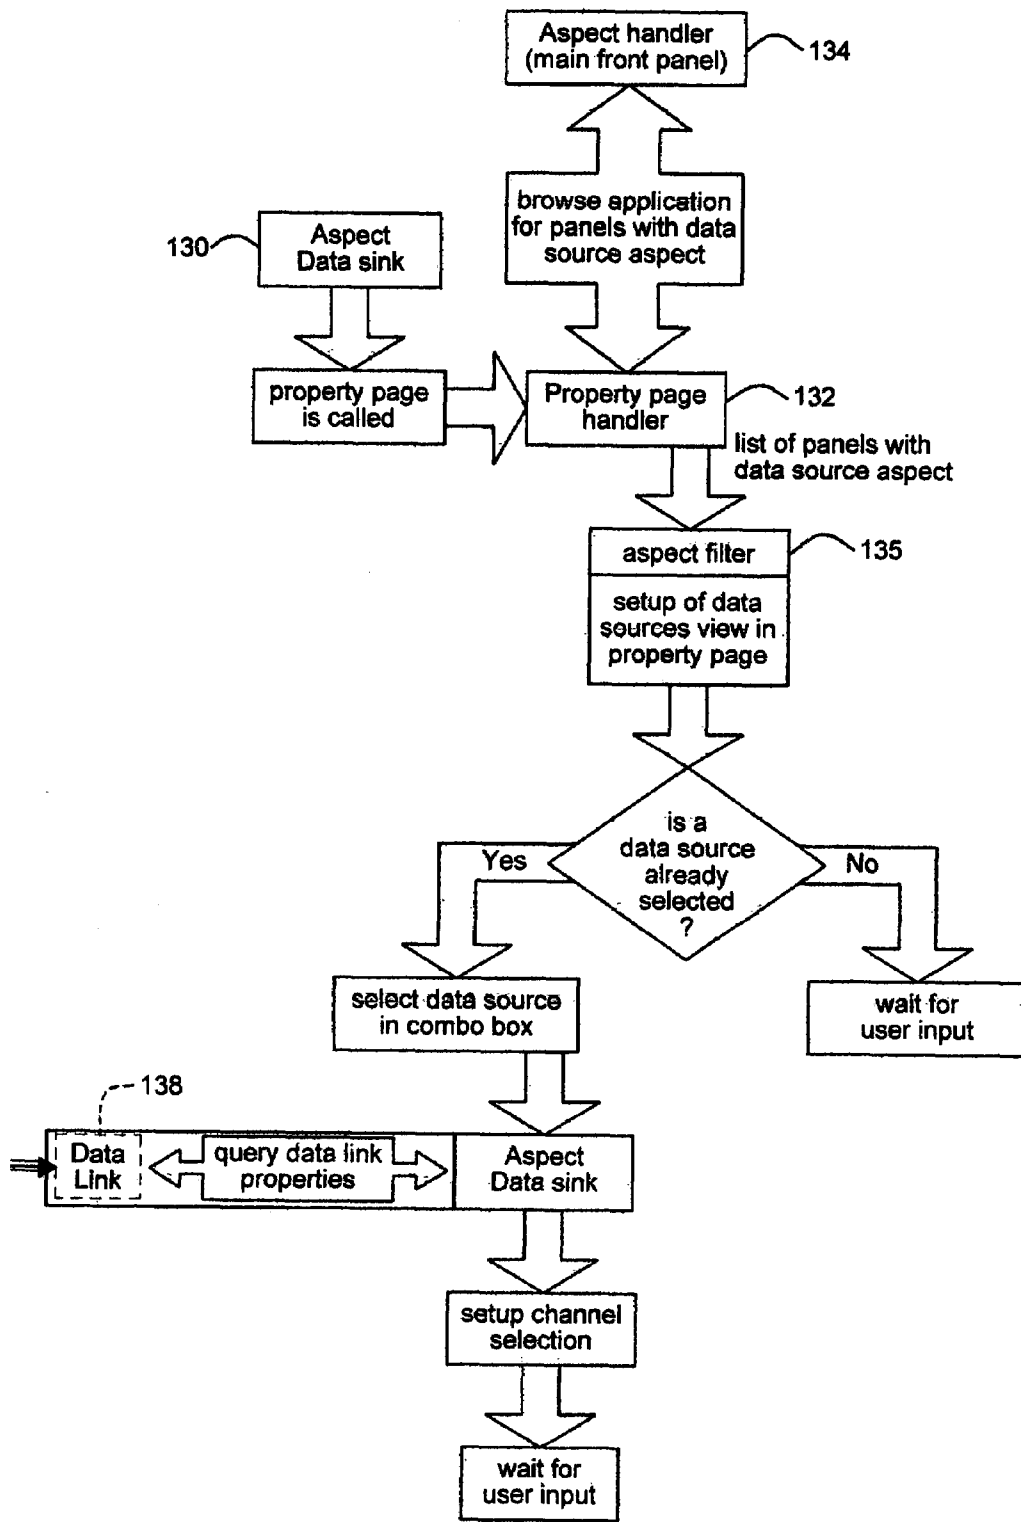 Aspect handler
(main front panel)
134
browse application
for panels with data
source aspect
130
Aspect
Data sink
property page
is called
Property page
handler
132
list of panels with
data source aspect
aspect filter
135
setup of data
sources view in
property page
is a
data source
already
selected
?
Yes
No
select data source
in combo box
wait for
user input
138
Data
Link
query data link
properties
Aspect
Data sink
setup channel
selection
wait for
user input